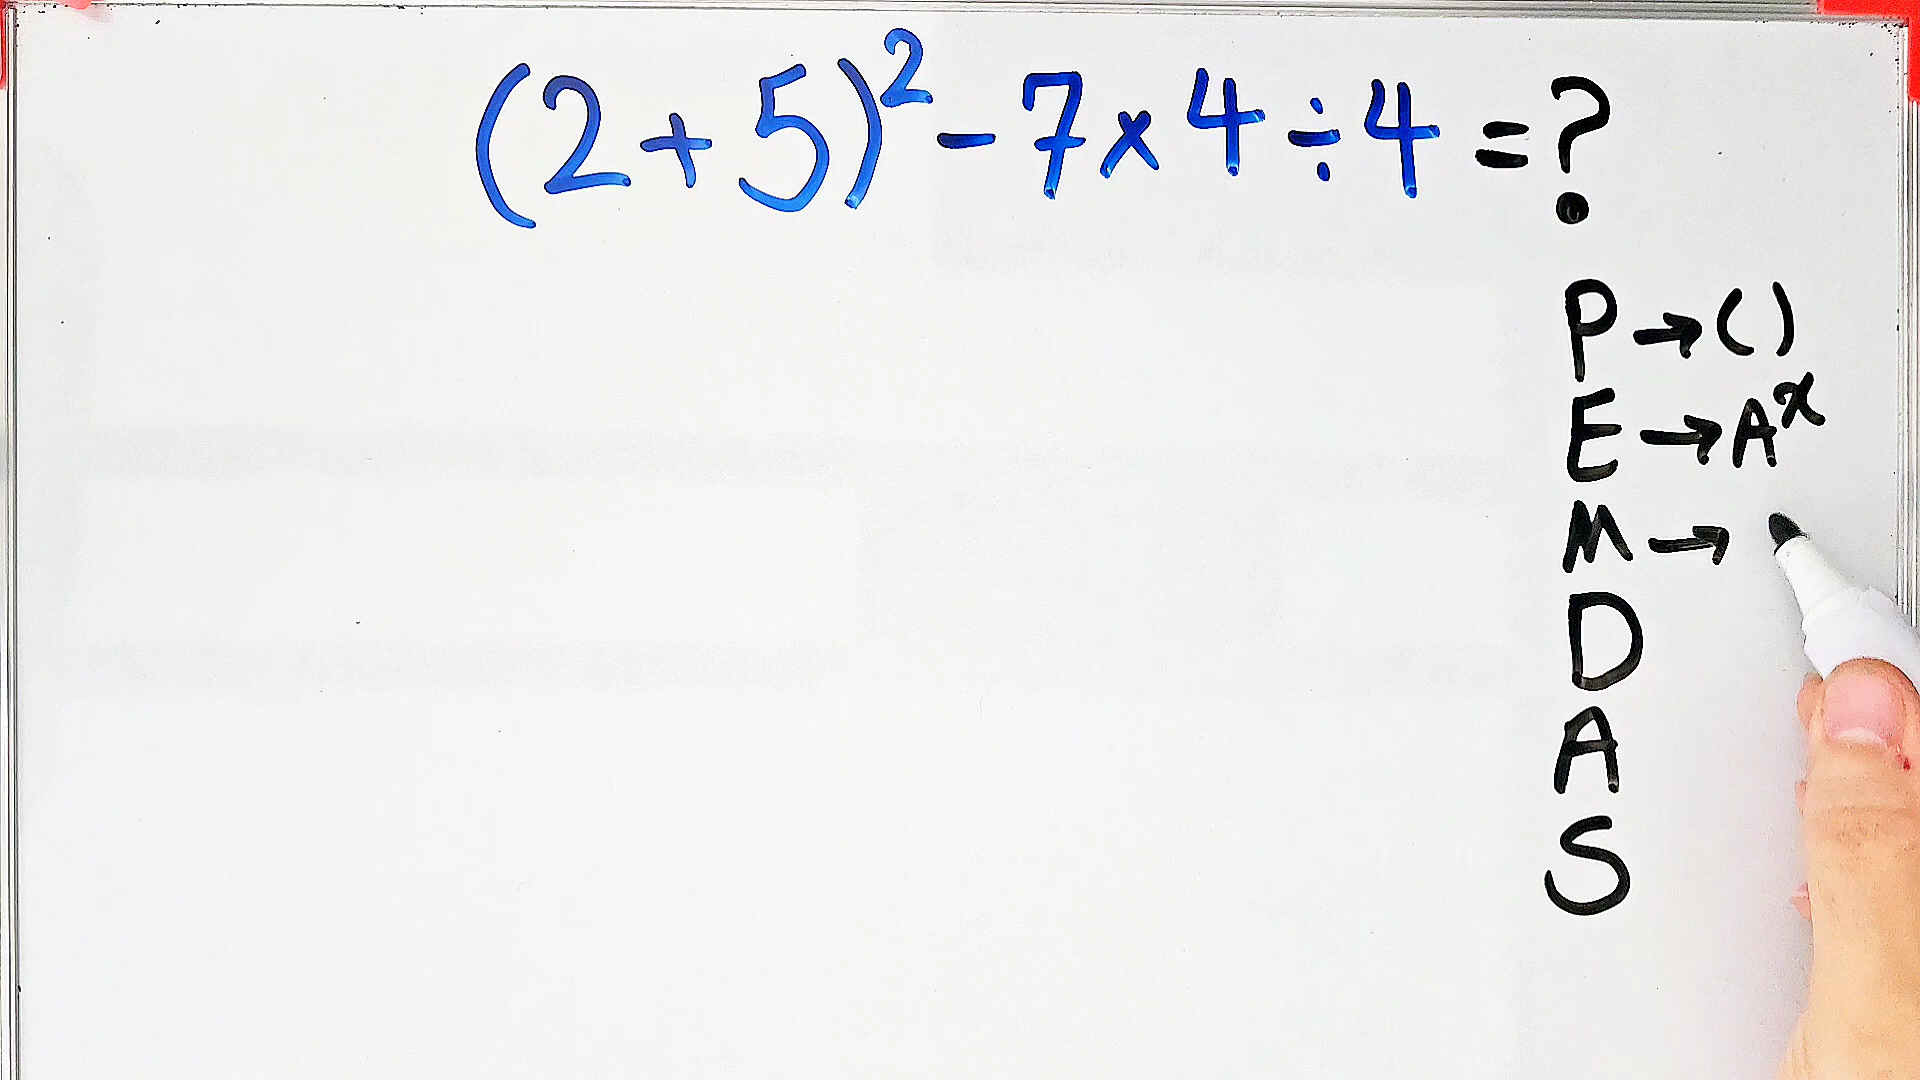 (2+5)² - 7 × 4 ÷ 4 = ?
P → ( )
E → Aˣ
M →
D
A
S